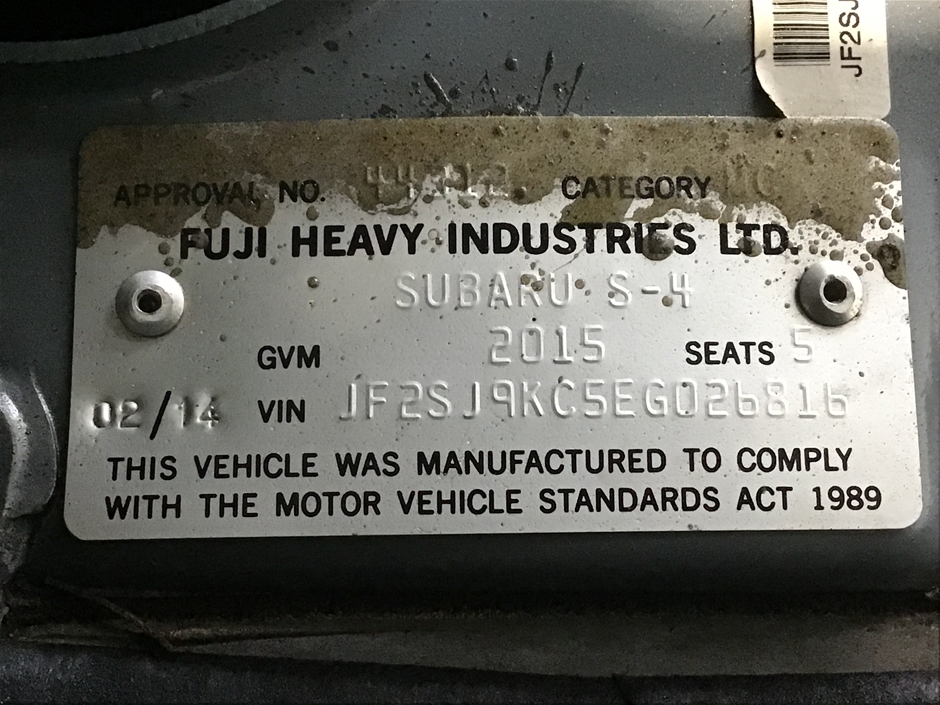 JF2SJ
APPROVAL NO. CATEGORY
FUJI HEAVY INDUSTRIES LTD.
SUBARU S-4
GVM 2015 SEATS 5
02/14 VIN JF2SJ9KC5EG026816
THIS VEHICLE WAS MANUFACTURED TO COMPLY
WITH THE MOTOR VEHICLE STANDARDS ACT 1989